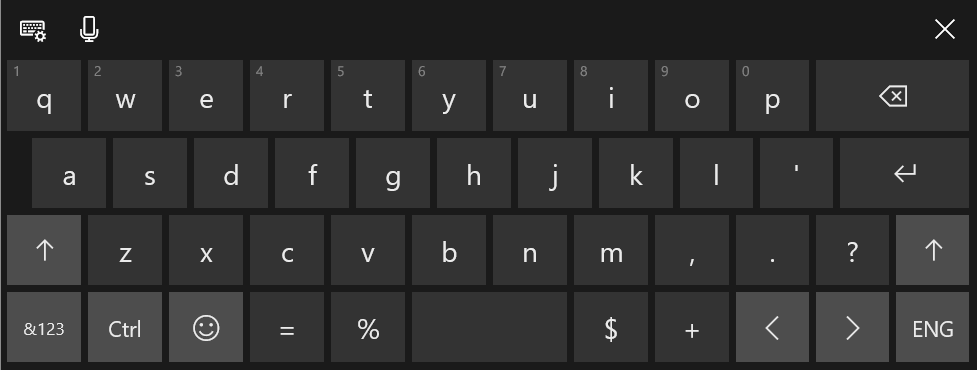 1 2 3 4 5 6 7 8 9 0
q w e r t y u i o p
a s d f g h j k l '
z x c v b n m , . ?
&123 Ctrl = % $ + ENG